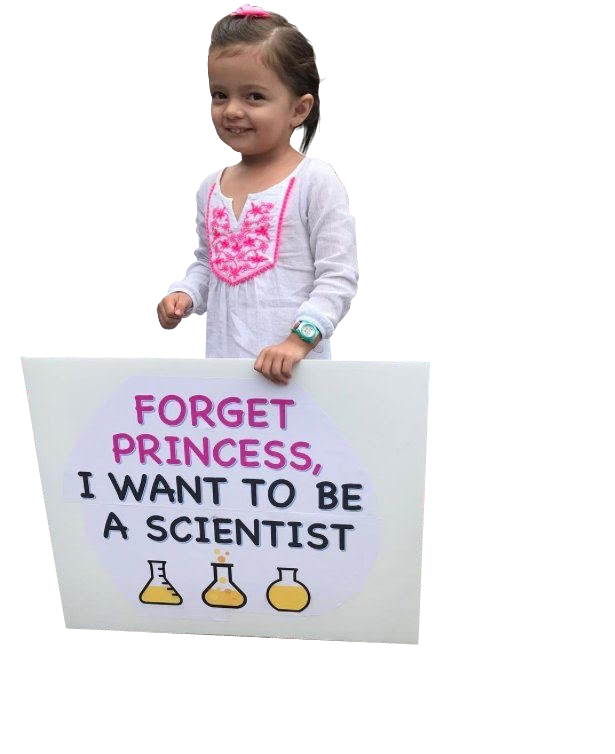 FORGET
PRINCESS,
I WANT TO BE
A SCIENTIST